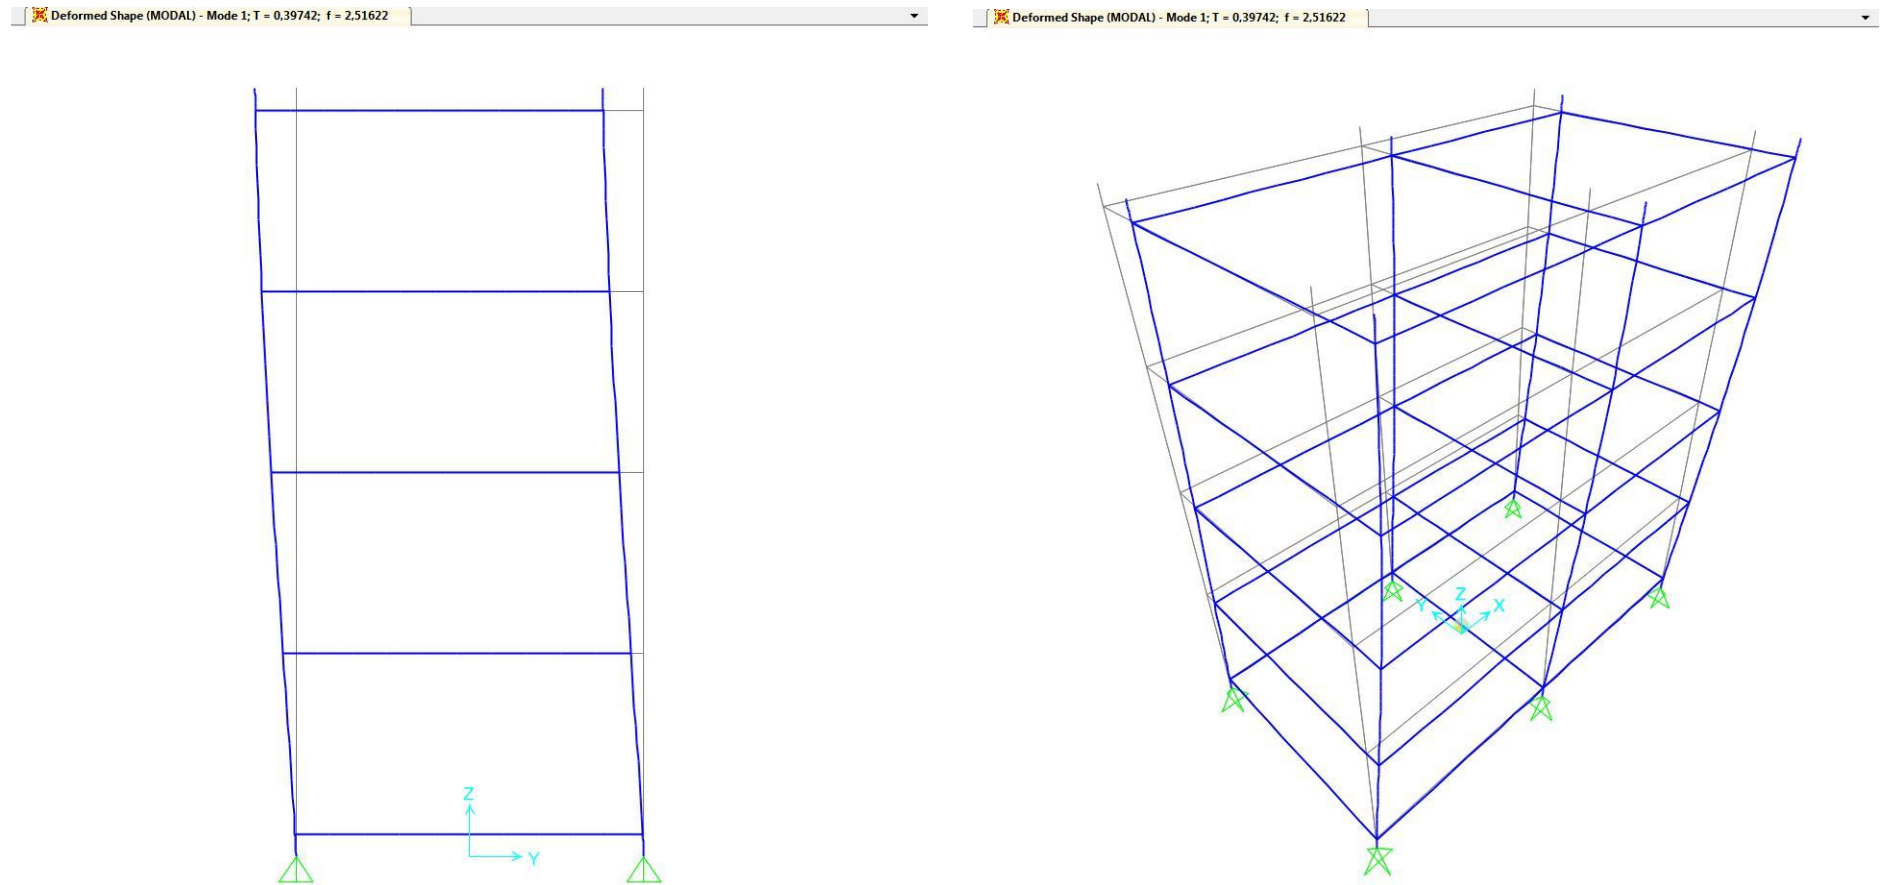 Deformed Shape (MODAL) - Mode 1; T = 0,39742;  f = 2,51622
Z
Y
Deformed Shape (MODAL) - Mode 1; T = 0,39742;  f = 2,51622
Z
Y
X